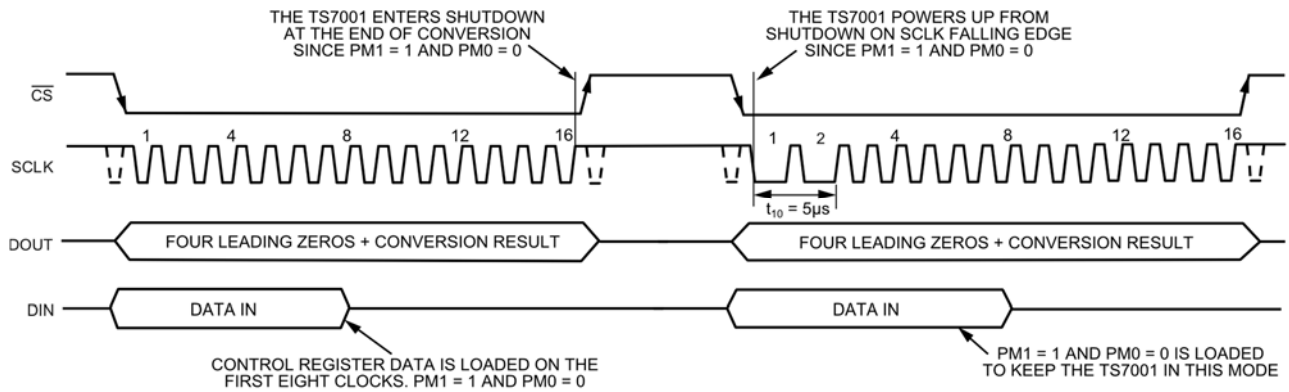 THE TS7001 ENTERS SHUTDOWN
AT THE END OF CONVERSION
SINCE PM1 = 1 AND PM0 = 0
THE TS7001 POWERS UP FROM
SHUTDOWN ON SCLK FALLING EDGE
SINCE PM1 = 1 AND PM0 = 0
CS
1 4 8 12 16 1 2 4 8 12 16
SCLK
t10 = 5µs
DOUT FOUR LEADING ZEROS + CONVERSION RESULT FOUR LEADING ZEROS + CONVERSION RESULT
DIN DATA IN DATA IN
CONTROL REGISTER DATA IS LOADED ON THE
FIRST EIGHT CLOCKS. PM1 = 1 AND PM0 = 0
PM1 = 1 AND PM0 = 0 IS LOADED
TO KEEP THE TS7001 IN THIS MODE